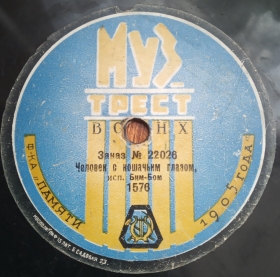 МУЗ
ТРЕСТ
ВСНХ
Заказ № 22026
Человек с кошачьим глазом,
исп. Бим-Бом
1576
Ф-КА ПАМЯТИ 1905 ГОДА